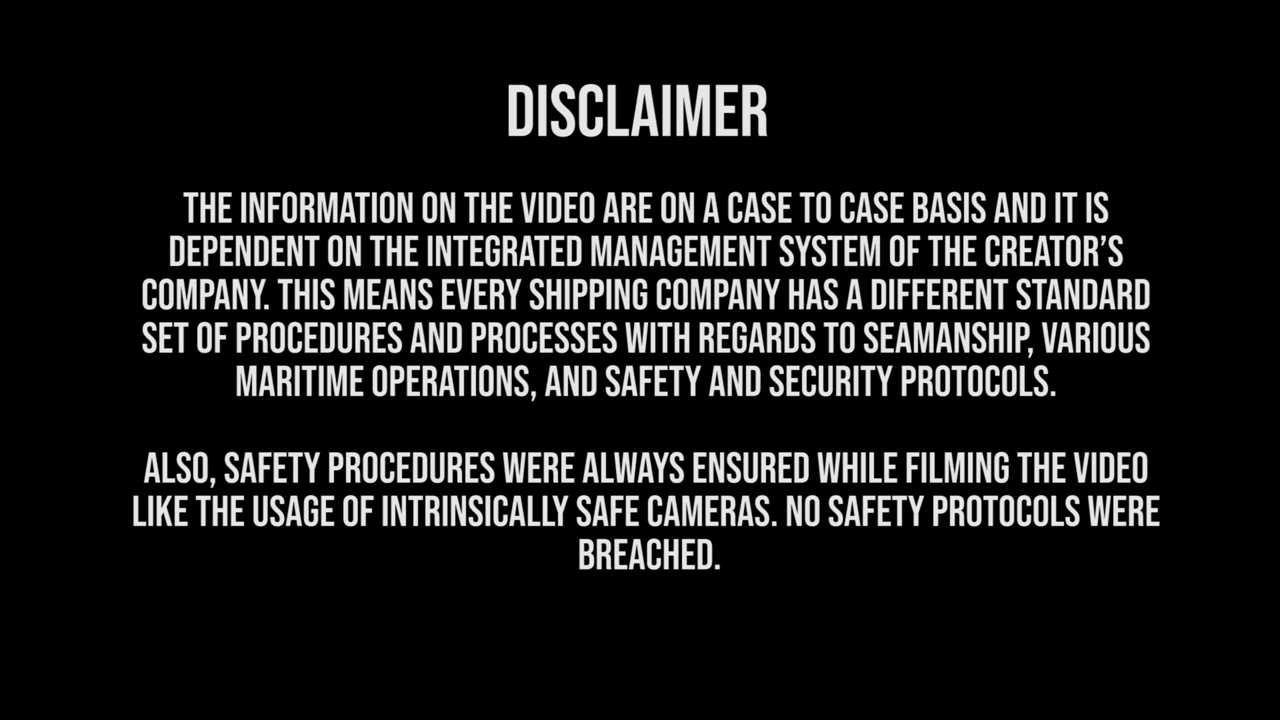 DISCLAIMER
THE INFORMATION ON THE VIDEO ARE ON A CASE TO CASE BASIS AND IT IS
DEPENDENT ON THE INTEGRATED MANAGEMENT SYSTEM OF THE CREATOR’S
COMPANY. THIS MEANS EVERY SHIPPING COMPANY HAS A DIFFERENT STANDARD
SET OF PROCEDURES AND PROCESSES WITH REGARDS TO SEAMANSHIP, VARIOUS
MARITIME OPERATIONS, AND SAFETY AND SECURITY PROTOCOLS.
ALSO, SAFETY PROCEDURES WERE ALWAYS ENSURED WHILE FILMING THE VIDEO
LIKE THE USAGE OF INTRINSICALLY SAFE CAMERAS. NO SAFETY PROTOCOLS WERE
BREACHED.